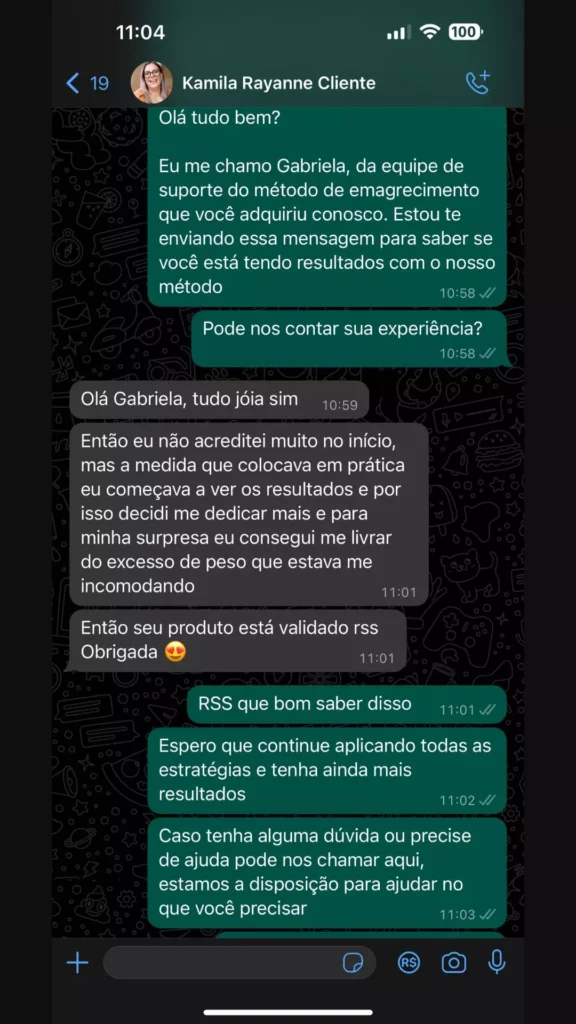 11:04
100
19
Kamila Rayanne Cliente
Olá tudo bem?
Eu me chamo Gabriela, da equipe de
suporte do método de emagrecimento
que você adquiriu conosco. Estou te
enviando essa mensagem para saber se
você está tendo resultados com o nosso
método
10:58
Pode nos contar sua experiência?
10:58
Olá Gabriela, tudo jóia sim
10:59
Então eu não acreditei muito no início,
mas a medida que colocava em prática
eu começava a ver os resultados e por
isso decidi me dedicar mais e para
minha surpresa eu consegui me livrar
do excesso de peso que estava me
incomodando
11:01
Então seu produto está validado rss
Obrigada 😍
11:01
RSS que bom saber disso
11:01
Espero que continue aplicando todas as
estratégias e tenha ainda mais
resultados
11:02
Caso tenha alguma dúvida ou precise
de ajuda pode nos chamar aqui,
estamos a disposição para ajudar no
que você precisar
11:03
R$